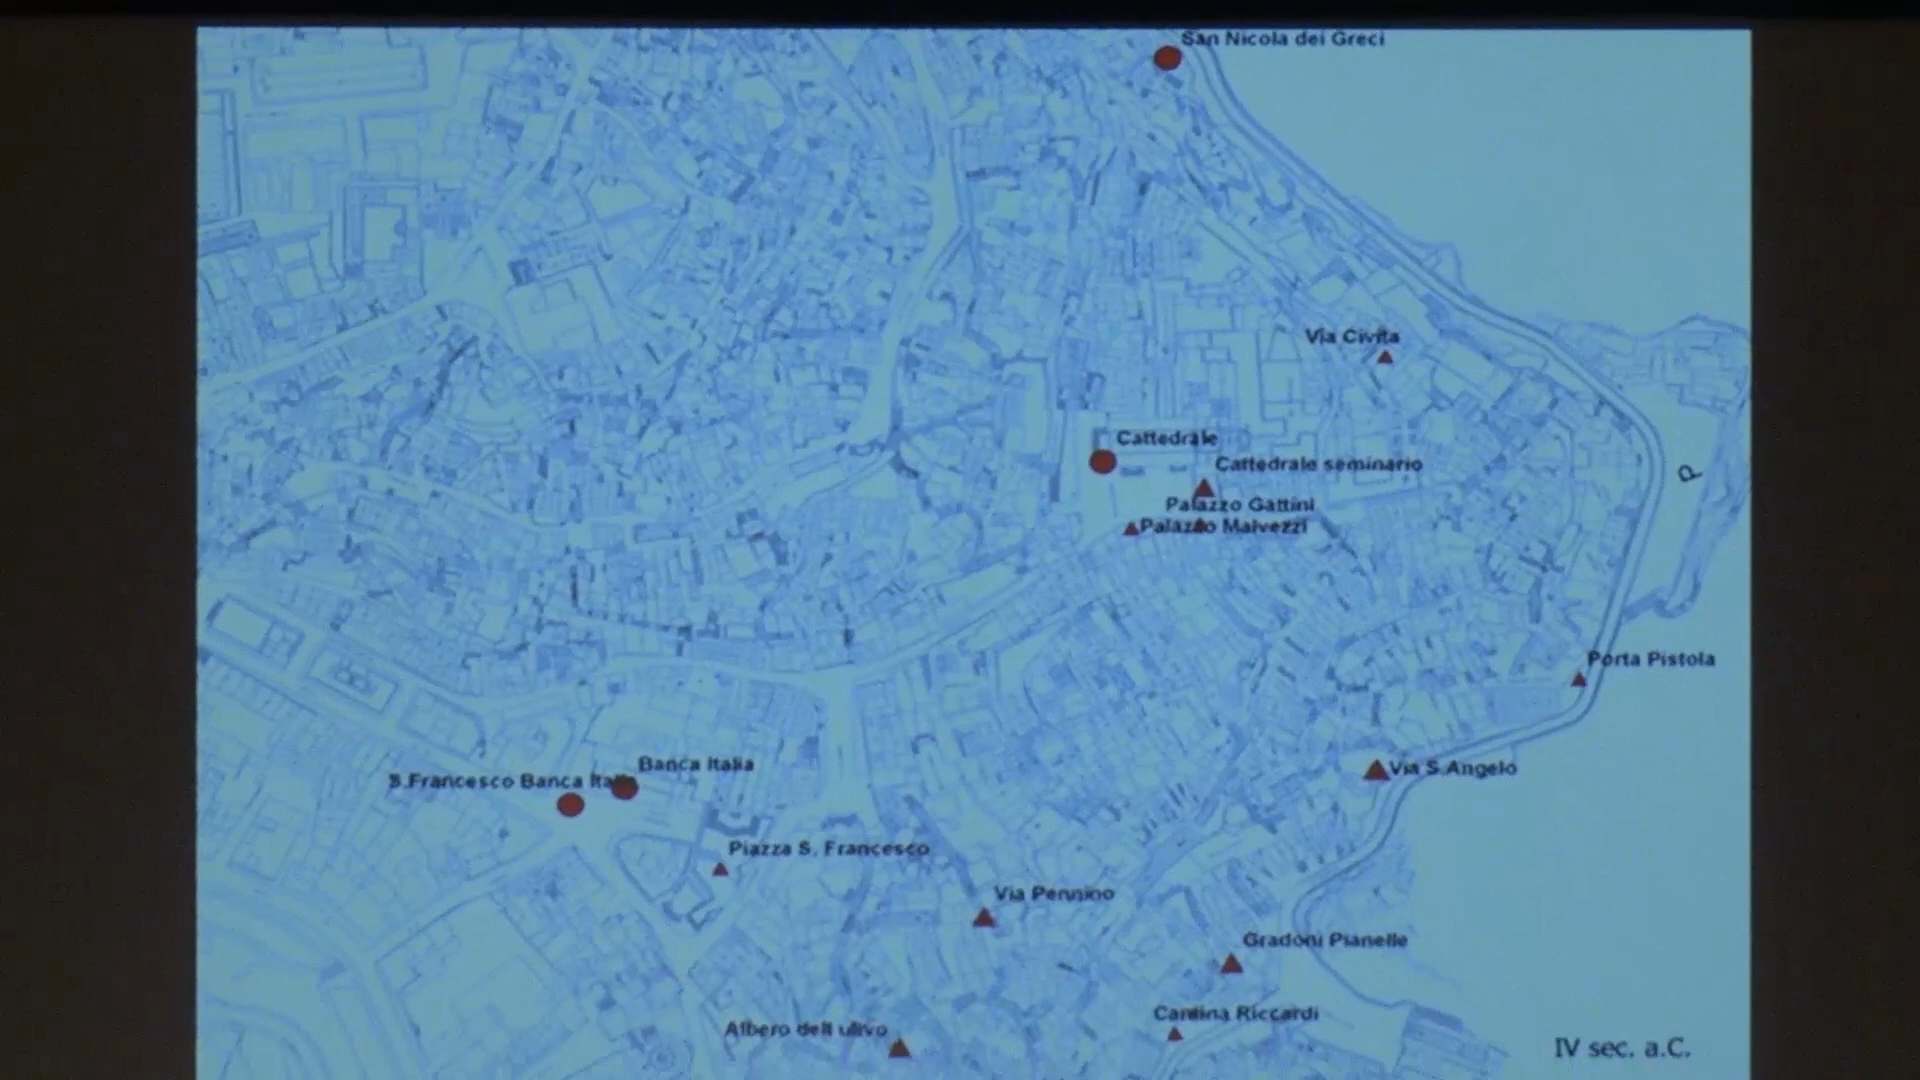 San Nicola dei Greci
Via Civita
Cattedrale
Cattedrale seminario
Palazzo Gattini
Palazzo Malvezzi
P
Porta Pistola
Banca Italia
S.Francesco Banca Italia
Via S.Angelo
Piazza S. Francesco
Via Pennino
Gradoni Pianelle
Cantina Riccardi
Albero dell ulivo
IV sec. a.C.